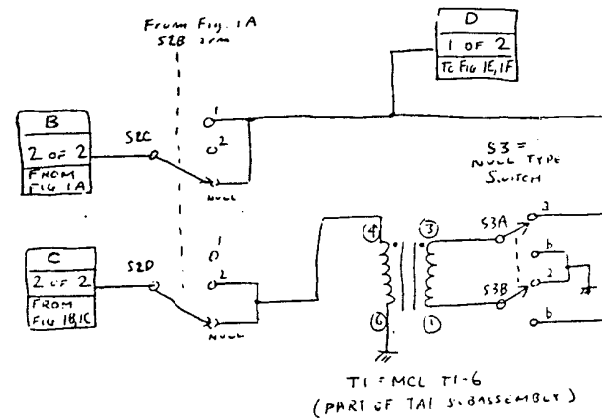 From Fig. 1A
S2B arm
D
1 OF 2
To FIG 1E, 1F
B
2 OF 2
FROM
FIG 1A
S2C
1
2
NULL
S3 =
NULL TYPE
SWITCH
C
2 OF 2
FROM
FIG 1B,1C
S2D
1
2
NULL
4
3
6
1
S3A
S3B
b
b
T1 = MCL T1-6
(PART OF TA1 SUBASSEMBLY)